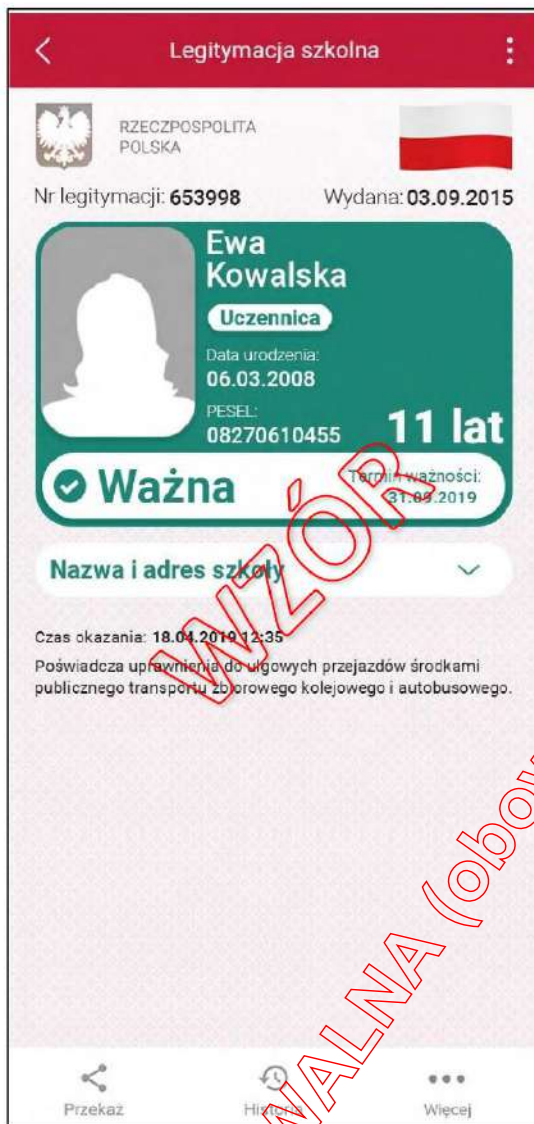 Legitymacja szkolna
RZECZPOSPOLITA
POLSKA
Nr legitymacji: 653998 Wydana: 03.09.2015
Ewa
Kowalska
Uczennica
Data urodzenia:
06.03.2008
PESEL:
08270610455 11 lat
Ważna
Termin ważności:
31.09.2019
Nazwa i adres szkoły
Czas okazania: 18.04.2019 12:35
Poświadcza uprawnienia do ulgowych przejazdów środkami
publicznego transportu zbiorowego kolejowego i autobusowego.
WZÓR
Przekaż Historia Więcej